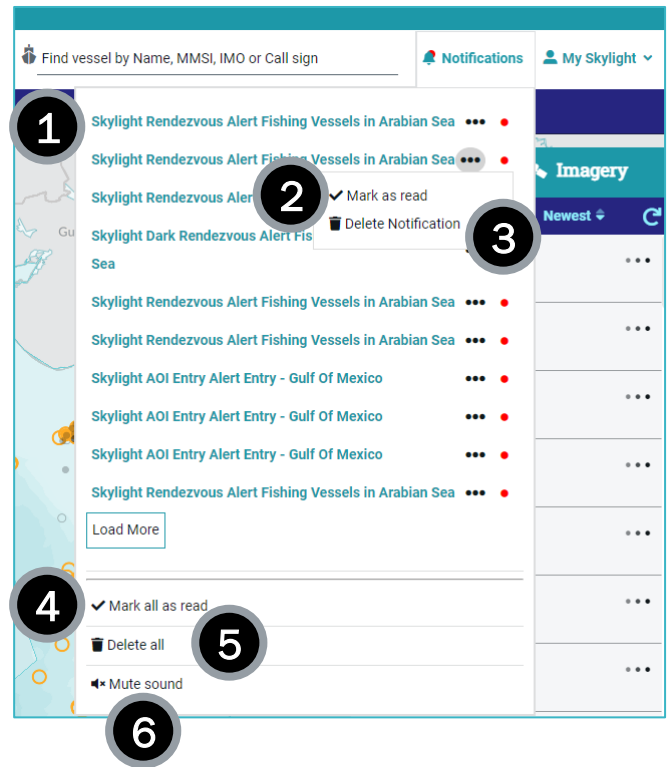 Find vessel by Name, MMSI, IMO or Call sign
Notifications
My Skylight
1
Skylight Rendezvous Alert Fishing Vessels in Arabian Sea
Skylight Rendezvous Alert Fishing Vessels in Arabian Sea
2
Mark as read
Imagery
Skylight Rendezvous Aler
Delete Notification
3
Newest
Gu
Skylight Dark Rendezvous Alert Fis
Sea
Skylight Rendezvous Alert Fishing Vessels in Arabian Sea
Skylight Rendezvous Alert Fishing Vessels in Arabian Sea
Skylight AOI Entry Alert Entry - Gulf Of Mexico
Skylight AOI Entry Alert Entry - Gulf Of Mexico
Skylight AOI Entry Alert Entry - Gulf Of Mexico
Skylight Rendezvous Alert Fishing Vessels in Arabian Sea
Load More
4
Mark all as read
Delete all
5
Mute sound
6